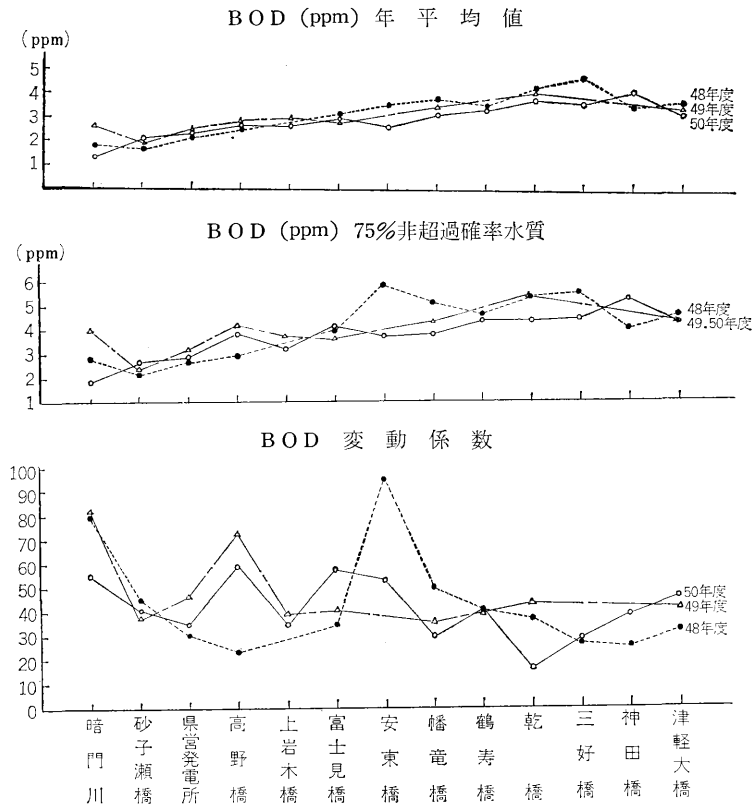 BOD (ppm) 年平均値
(ppm)
5
4
3
2
1
48年度
49年度
50年度
BOD (ppm) 75%非超過確率水質
(ppm)
6
5
4
3
2
1
48年度
49.50年度
BOD 変動係数
100
90
80
70
60
50
40
30
20
10
0
50年度
49年度
48年度
暗門川
砂子瀬橋
県営発電所
高野橋
上岩木橋
富士見橋
安東橋
幡竜橋
鶴寿橋
乾橋
三好橋
神田橋
津軽大橋